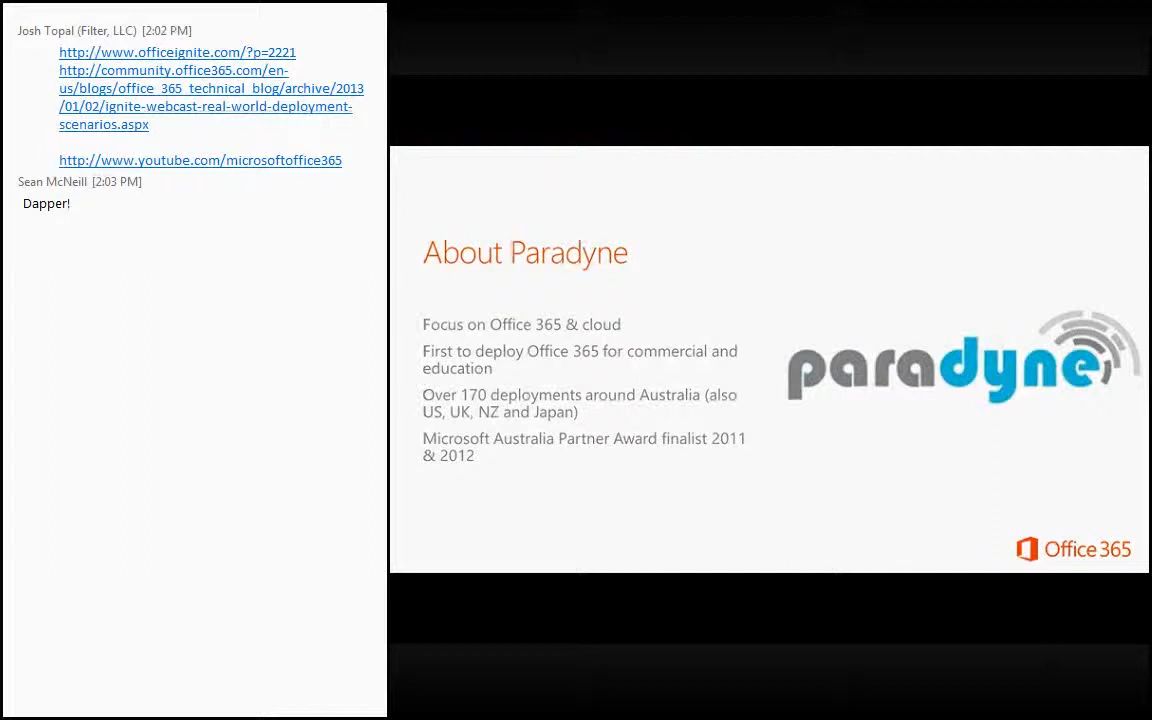 Josh Topal (Filter, LLC) [2:02 PM]
http://www.officeignite.com/?p=2221
http://community.office365.com/en-
us/blogs/office_365_technical_blog/archive/2013
/01/02/ignite-webcast-real-world-deployment-
scenarios.aspx
http://www.youtube.com/microsoftoffice365
Sean McNeill [2:03 PM]
Dapper!
About Paradyne
Focus on Office 365 & cloud
First to deploy Office 365 for commercial and
education
Over 170 deployments around Australia (also
US, UK, NZ and Japan)
Microsoft Australia Partner Award finalist 2011
& 2012
paradyne
Office 365